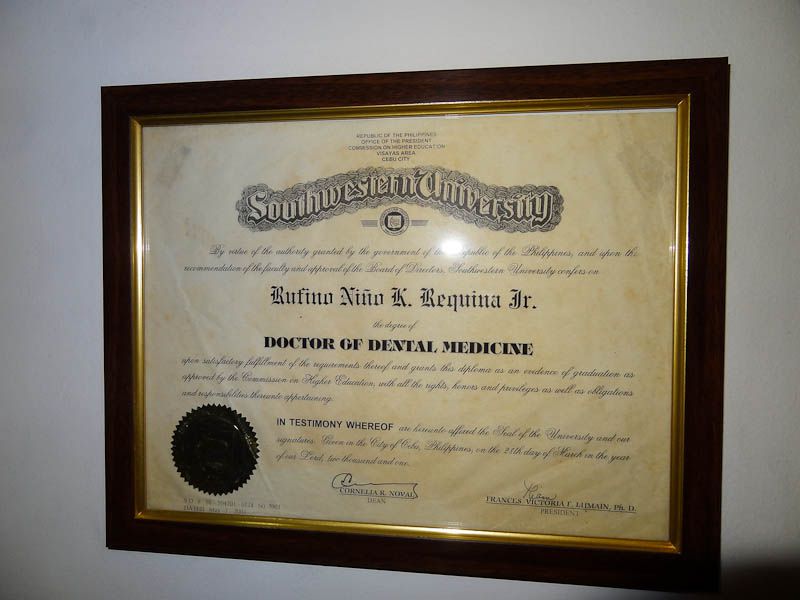 REPUBLIC OF THE PHILIPPINES
OFFICE OF THE PRESIDENT
COMMISSION ON HIGHER EDUCATION
VISAYAS AREA
CEBU CITY
Southwestern University
By virtue of the authority granted by the government of the Republic of the Philippines, and upon the
recommendation of the faculty and approval of the Board of Directors, Southwestern University confers on
Rufino Niño K. Requina Jr.
the degree of
DOCTOR OF DENTAL MEDICINE
upon satisfactory fulfillment of the requirements thereof and grants this diploma as an evidence of graduation as
approved by the Commission on Higher Education, with all the rights, honors and privileges as well as obligations
and responsibilities thereunto appertaining.
IN TESTIMONY WHEREOF are hereunto affixed the Seal of the University and our
signatures. Given in the City of Cebu, Philippines, on the 28th day of March in the year
of our Lord, two thousand and one.
CORNELIA R. NOVAL
DEAN
FRANCES VICTORIA F. LUMAIN, Ph. D.
PRESIDENT